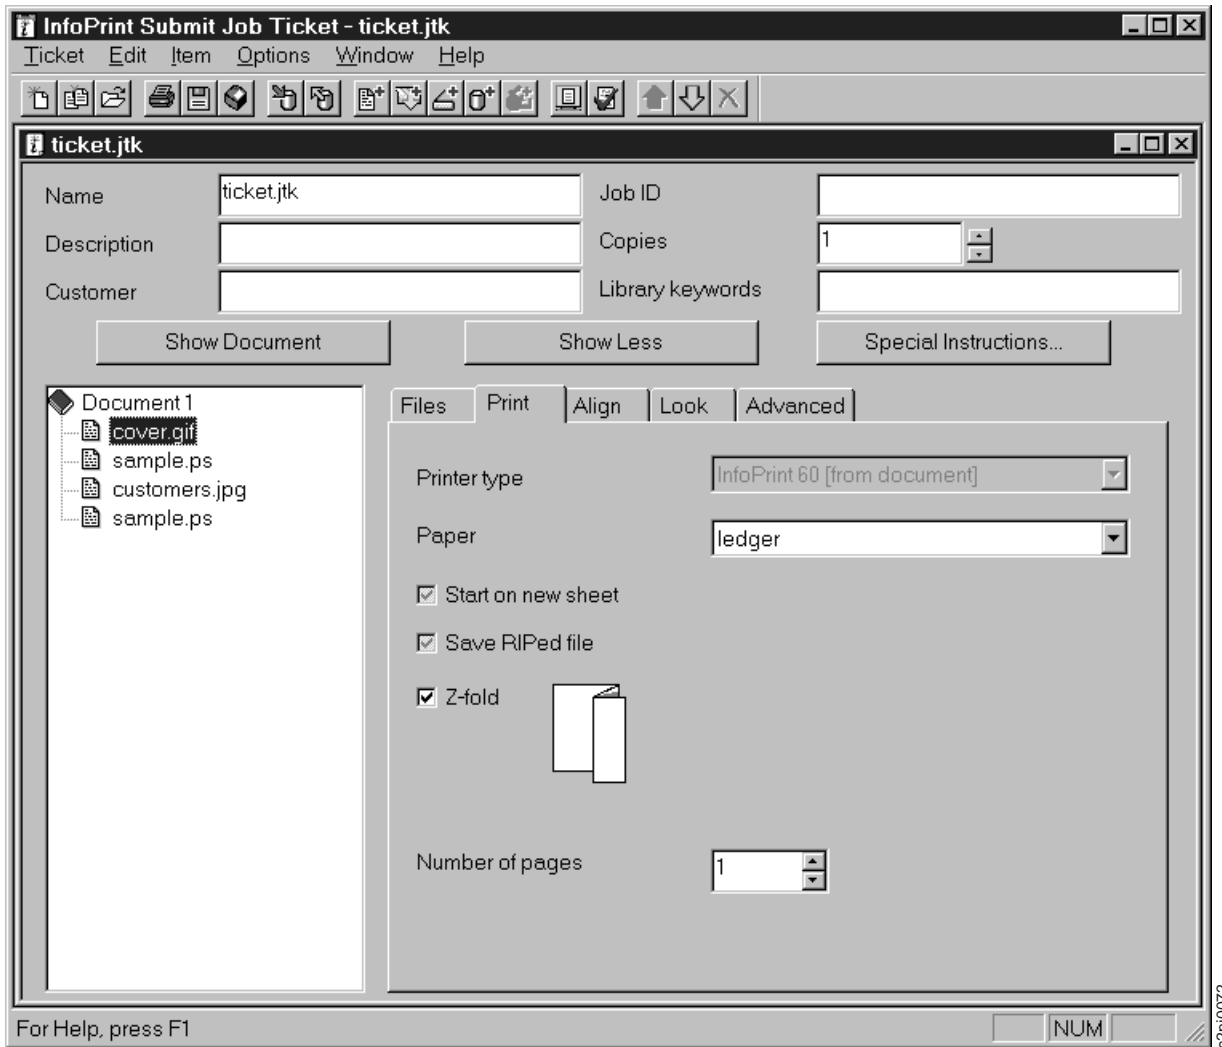 InfoPrint Submit Job Ticket - ticket.jtk
Ticket Edit Item Options Window Help
ticket.jtk
Name ticket.jtk Job ID
Description Copies 1
Customer Library keywords
Show Document Show Less Special Instructions...
Document 1
cover.gif
sample.ps
customers.jpg
sample.ps
Files Print Align Look Advanced
Printer type InfoPrint 60 [from document]
Paper ledger
Start on new sheet
Save RIPed file
Z-fold
Number of pages 1
For Help, press F1 NUM